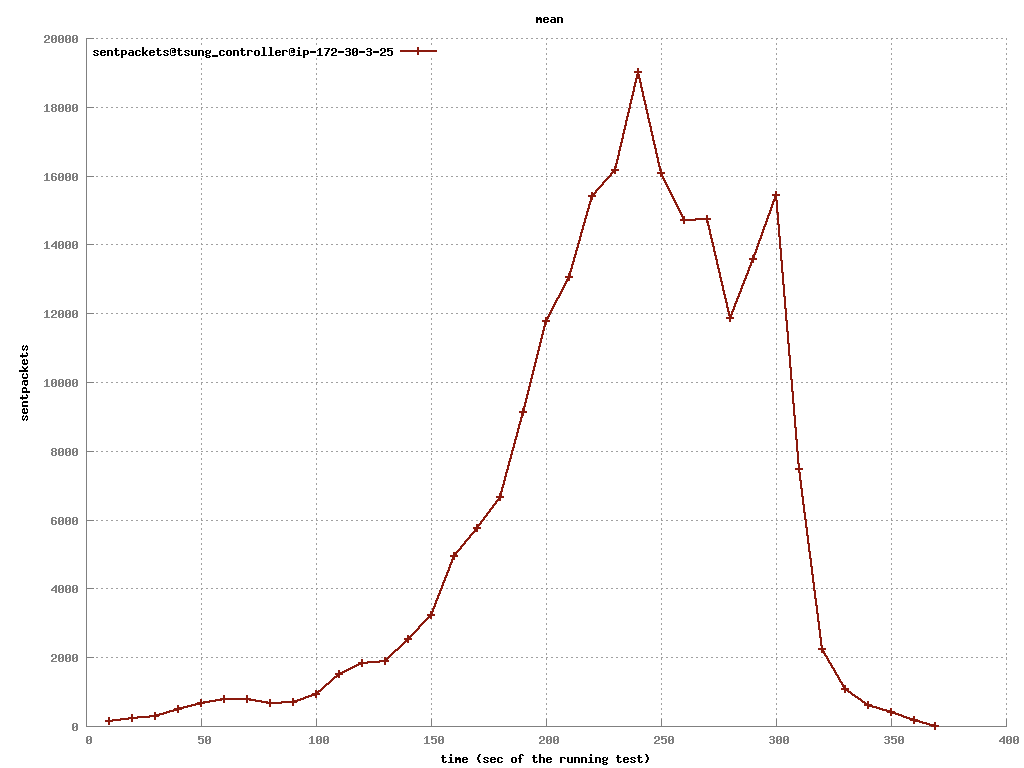 mean
20000
sentpackets@tsung_controller@ip-172-30-3-25
18000
16000
14000
12000
10000
8000
6000
4000
2000
0
sentpackets
0 50 100 150 200 250 300 350 400
time (sec of the running test)